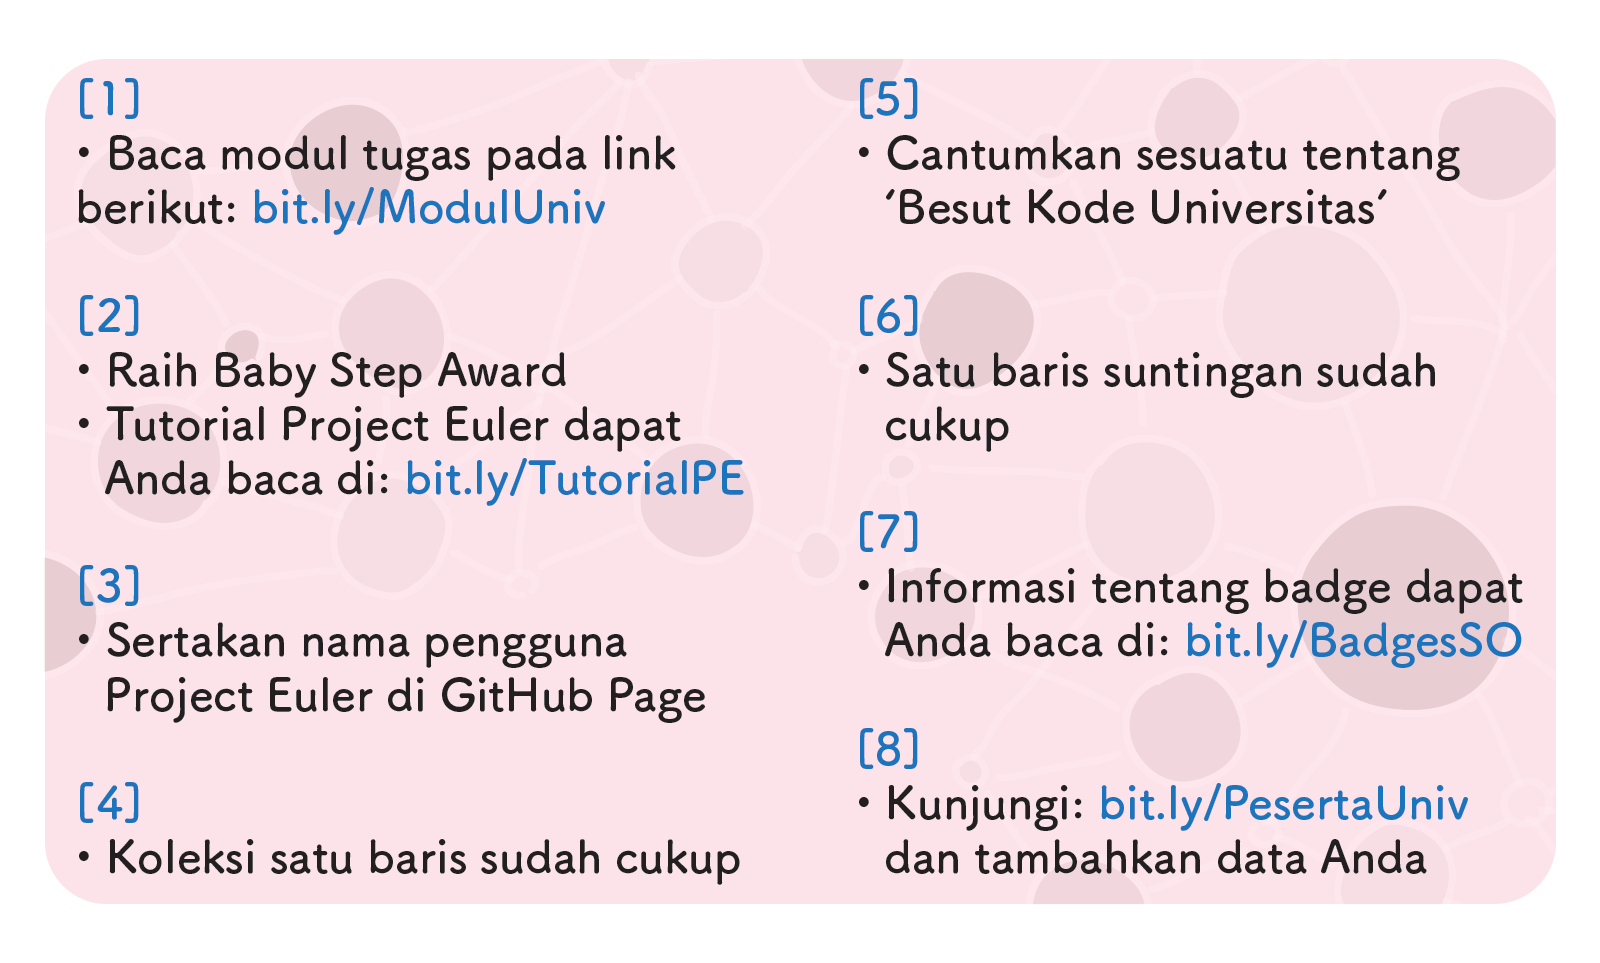 [1]
• Baca modul tugas pada link
berikut: bit.ly/ModulUniv
[2]
• Raih Baby Step Award
• Tutorial Project Euler dapat
Anda baca di: bit.ly/TutorialPE
[3]
• Sertakan nama pengguna
Project Euler di GitHub Page
[4]
• Koleksi satu baris sudah cukup
[5]
• Cantumkan sesuatu tentang
‘Besut Kode Universitas’
[6]
• Satu baris suntingan sudah
cukup
[7]
• Informasi tentang badge dapat
Anda baca di: bit.ly/BadgesSO
[8]
• Kunjungi: bit.ly/PesertaUniv
dan tambahkan data Anda